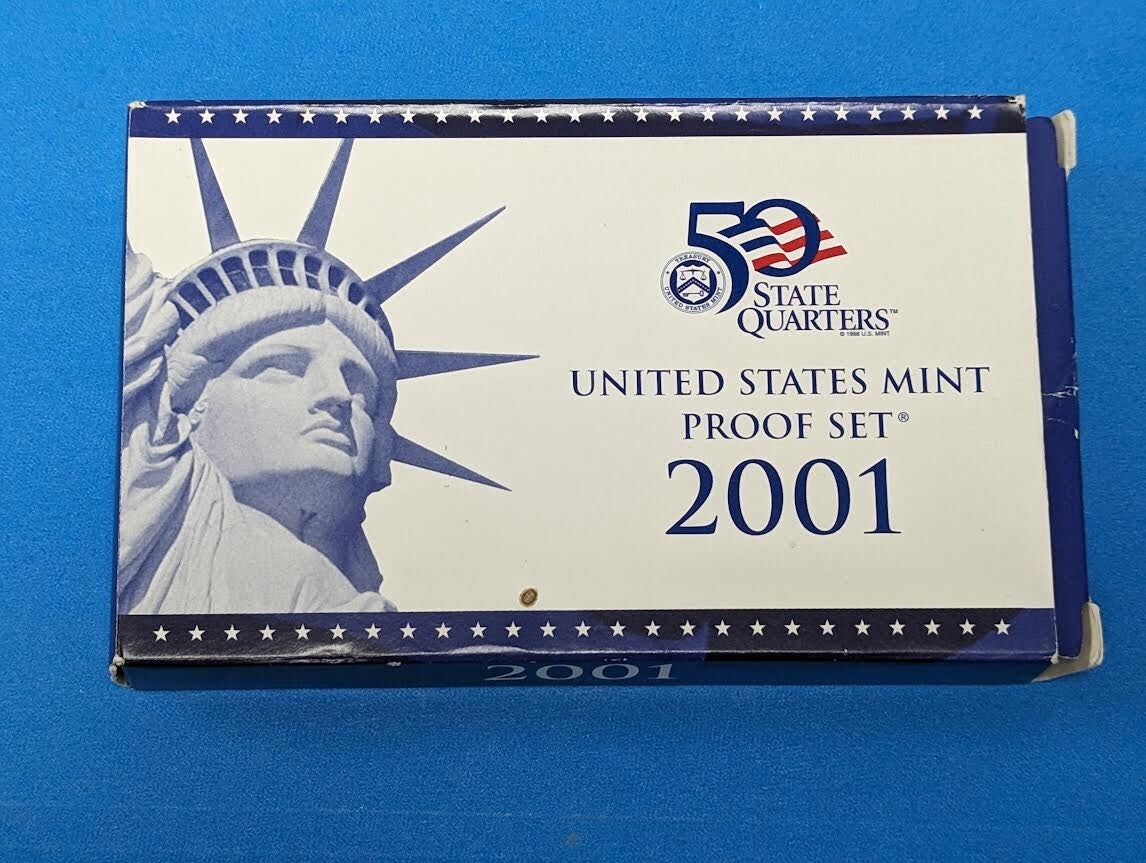 50
STATE
QUARTERS™
© 1998 U.S. MINT
TREASURY
UNITED STATES MINT
UNITED STATES MINT
PROOF SET®
2001
2001